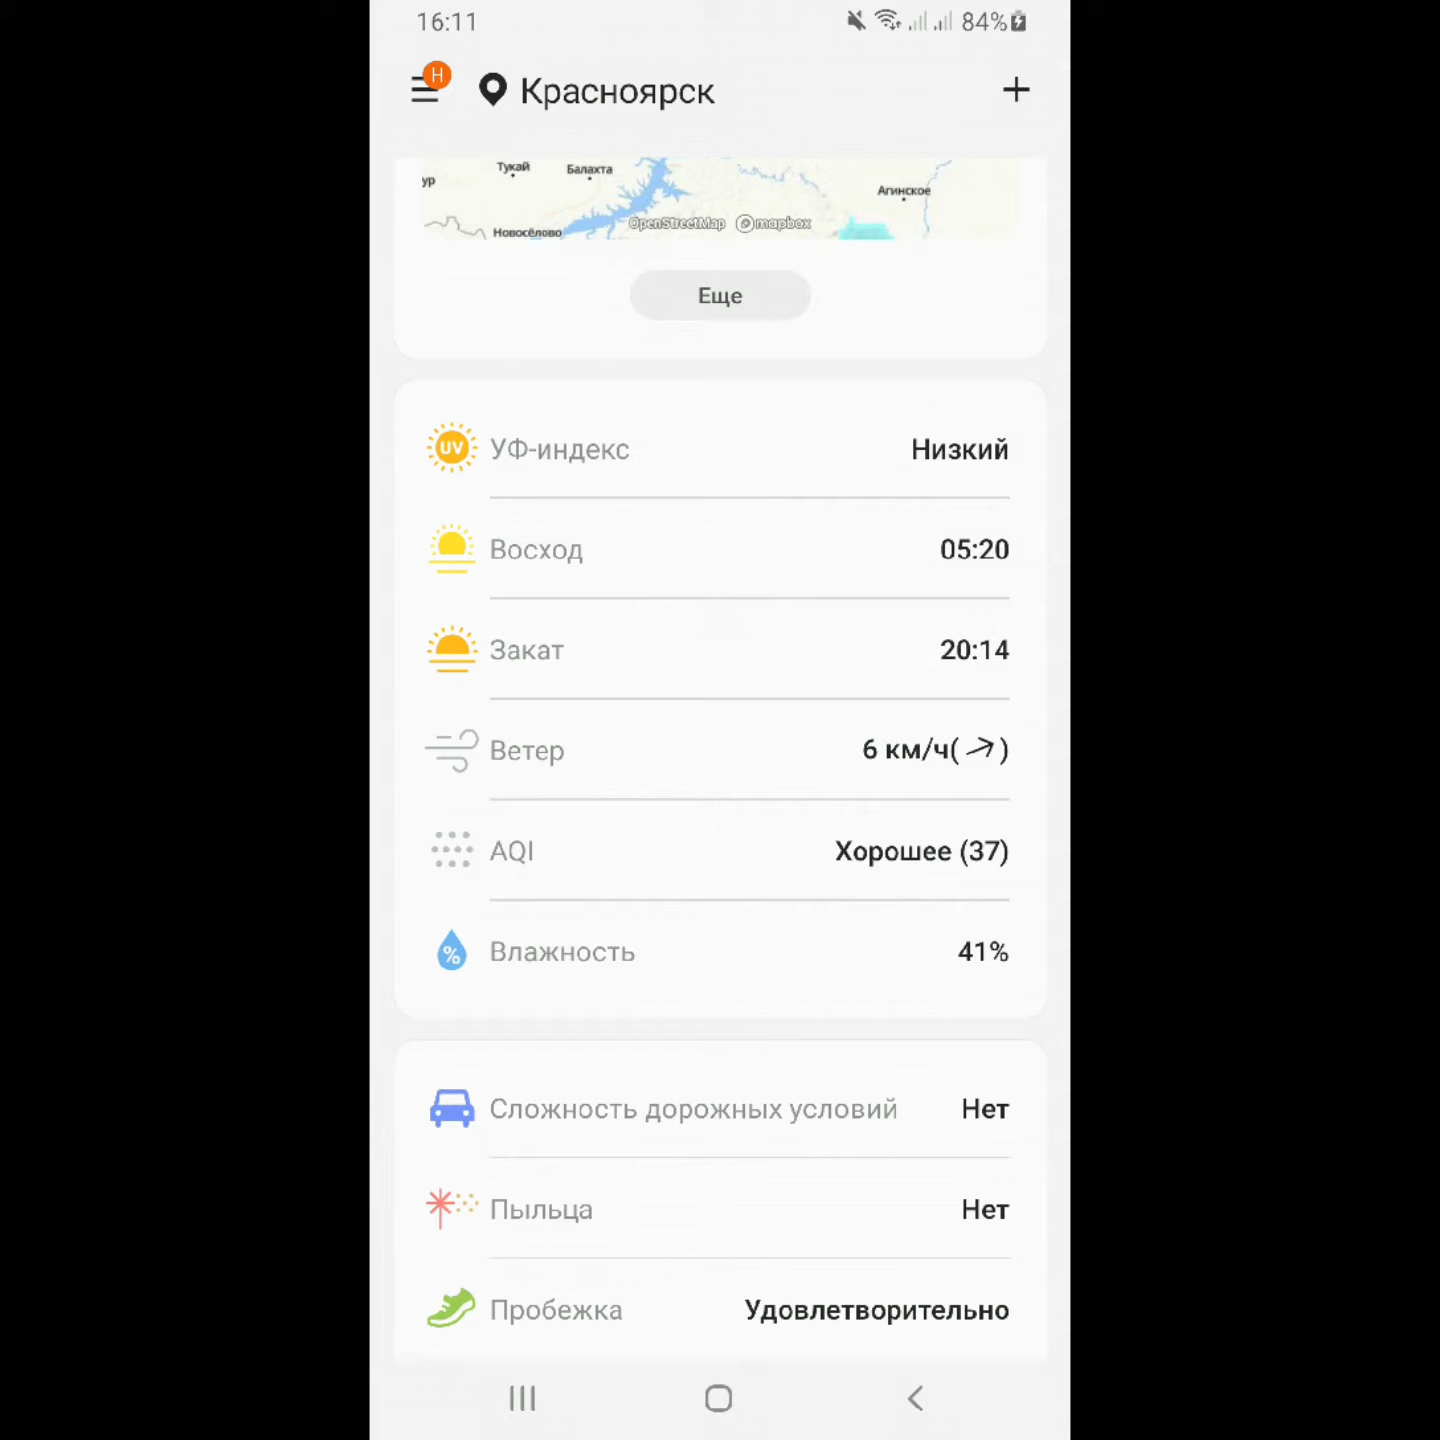 16:11 84%
Н
Красноярск
Тукай
Балахта
ур
Агинское
Новосёлово
OpenStreetMap mapbox
Еще
UV УФ-индекс Низкий
Восход 05:20
Закат 20:14
Ветер 6 км/ч( )
AQI Хорошее (37)
% Влажность 41%
Сложность дорожных условий Нет
Пыльца Нет
Пробежка Удовлетворительно